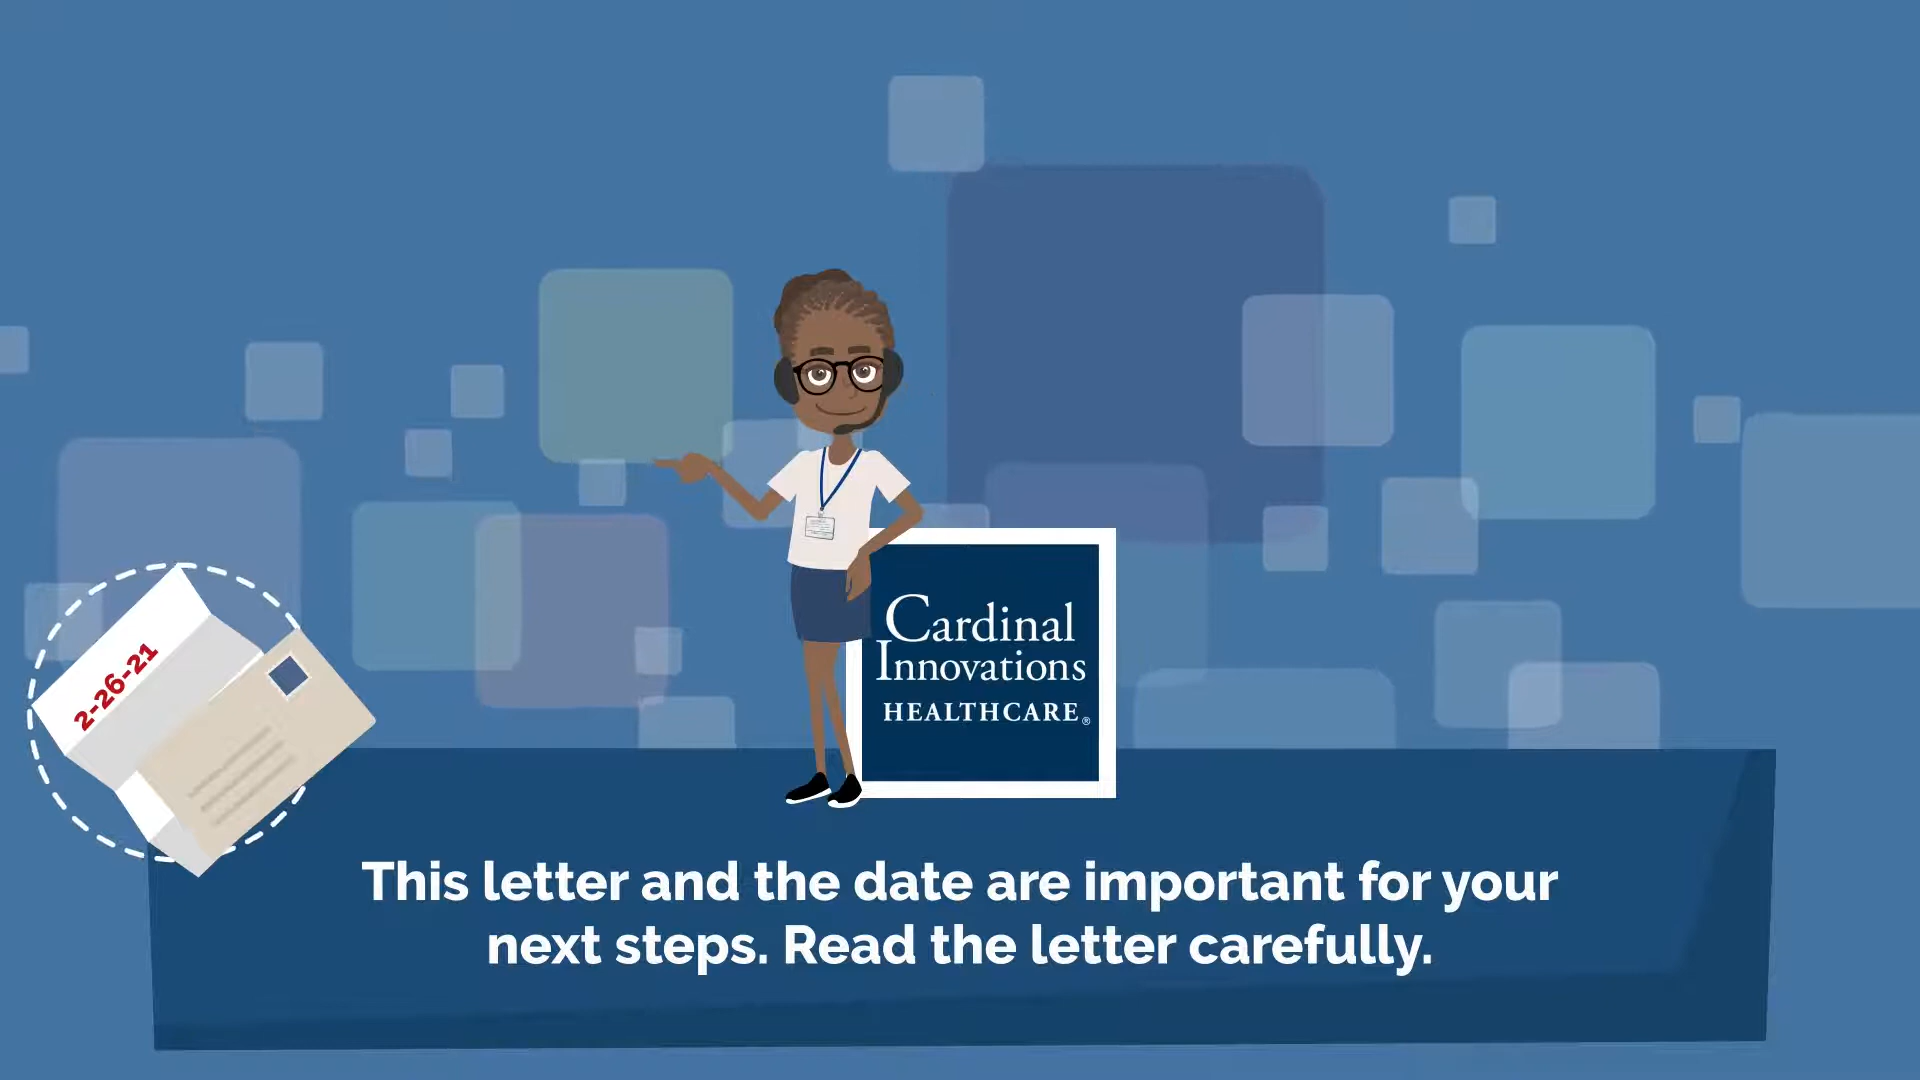 Cardinal
Innovations
HEALTHCARE®
2-26-21
This letter and the date are important for your
next steps. Read the letter carefully.